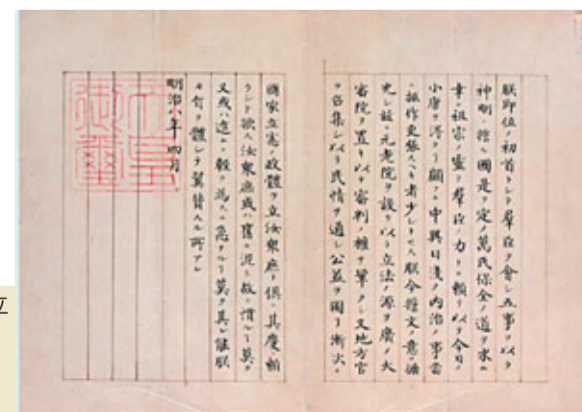 朕即位ノ初首トシテ群臣ヲ會シ五事ヲ以テ
神明ニ誓ヒ國是ヲ定メ萬民保全ノ道ヲ求ム
幸ニ祖宗ノ靈ト群臣ノ力トニ頼リ以テ今日ノ
小康ヲ得タリ顧ニ中興日淺ク内治ノ事當
ニ振作更張スヘキ者少シトセス朕今誓文ノ意ヲ擴
充シ茲ニ元老院ヲ設ケ以テ立法ノ源ヲ廣メ大
審院ヲ置キ以テ審判ノ權ヲ鞏クシ又地方官
ヲ召集シ以テ民情ヲ通シ公益ヲ圖リ漸次ニ
國家立憲ノ政體ヲ立テ汝衆庶ト俱ニ其慶ニ頼
ント欲ス汝衆庶或ハ舊ニ泥ミ故ニ慣ルヽコト莫ク
又或ハ進ムニ輕ク為スニ急ナルコト莫ク其レ能朕
カ旨ヲ體シテ翼贊スル所アレ
明治八年四月
天皇
御璽
立